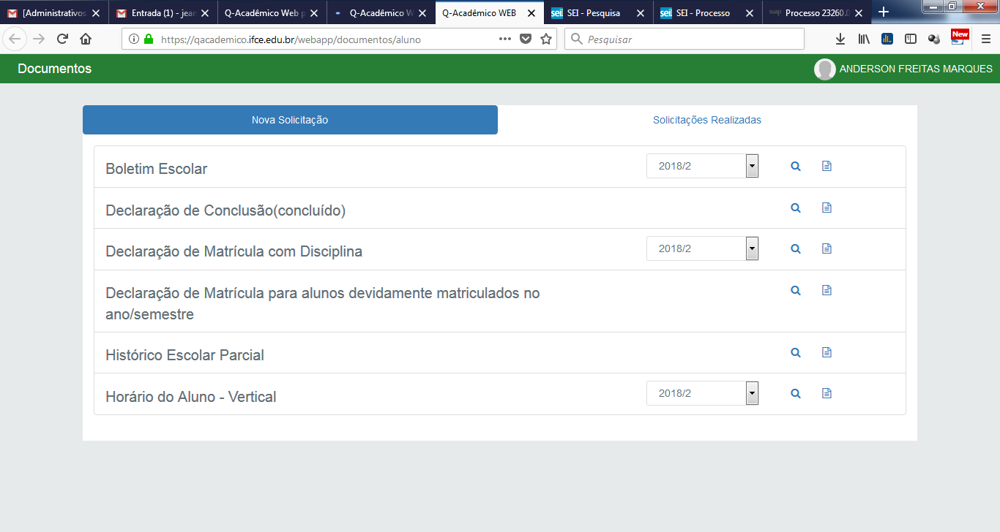 [Administrativos
Entrada (1) - jean
Q-Acadêmico Web p
Q-Acadêmico W
Q-Acadêmico WEB
sei! SEI - Pesquisa
sei! SEI - Processo
suap Processo 23260.0
https://qacademico.ifce.edu.br/webapp/documentos/aluno
Pesquisar
New
Documentos
ANDERSON FREITAS MARQUES
Nova Solicitação
Solicitações Realizadas
Boletim Escolar
2018/2
Declaração de Conclusão(concluído)
Declaração de Matrícula com Disciplina
2018/2
Declaração de Matrícula para alunos devidamente matriculados no
ano/semestre
Histórico Escolar Parcial
Horário do Aluno - Vertical
2018/2